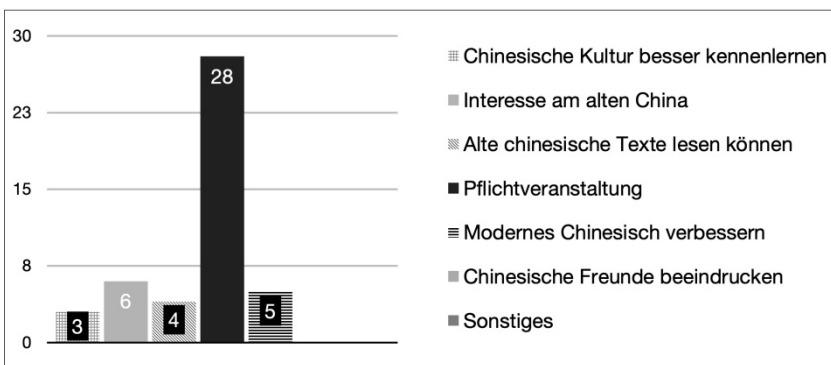 30
23
15
8
0
3
6
4
28
5
Chinesische Kultur besser kennenlernen
Interesse am alten China
Alte chinesische Texte lesen können
Pflichtveranstaltung
Modernes Chinesisch verbessern
Chinesische Freunde beeindrucken
Sonstiges